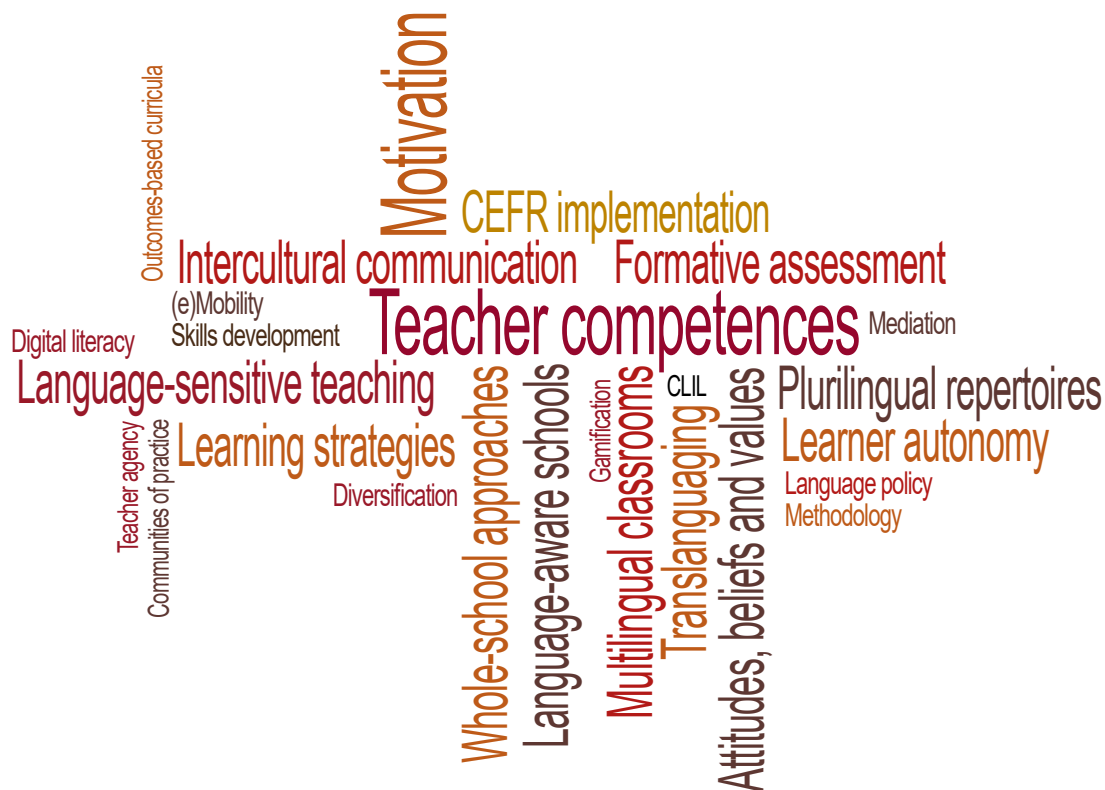 Motivation
Outcomes-based curricula
CEFR implementation
Intercultural communication
Formative assessment
(e)Mobility
Teacher competences
Mediation
Skills development
Digital literacy
Language-sensitive teaching
Whole-school approaches
Language-aware schools
Gamification
Multilingual classrooms
CLIL
Translanguaging
Attitudes, beliefs and values
Plurilingual repertoires
Teacher agency
Communities of practice
Learning strategies
Learner autonomy
Diversification
Language policy
Methodology